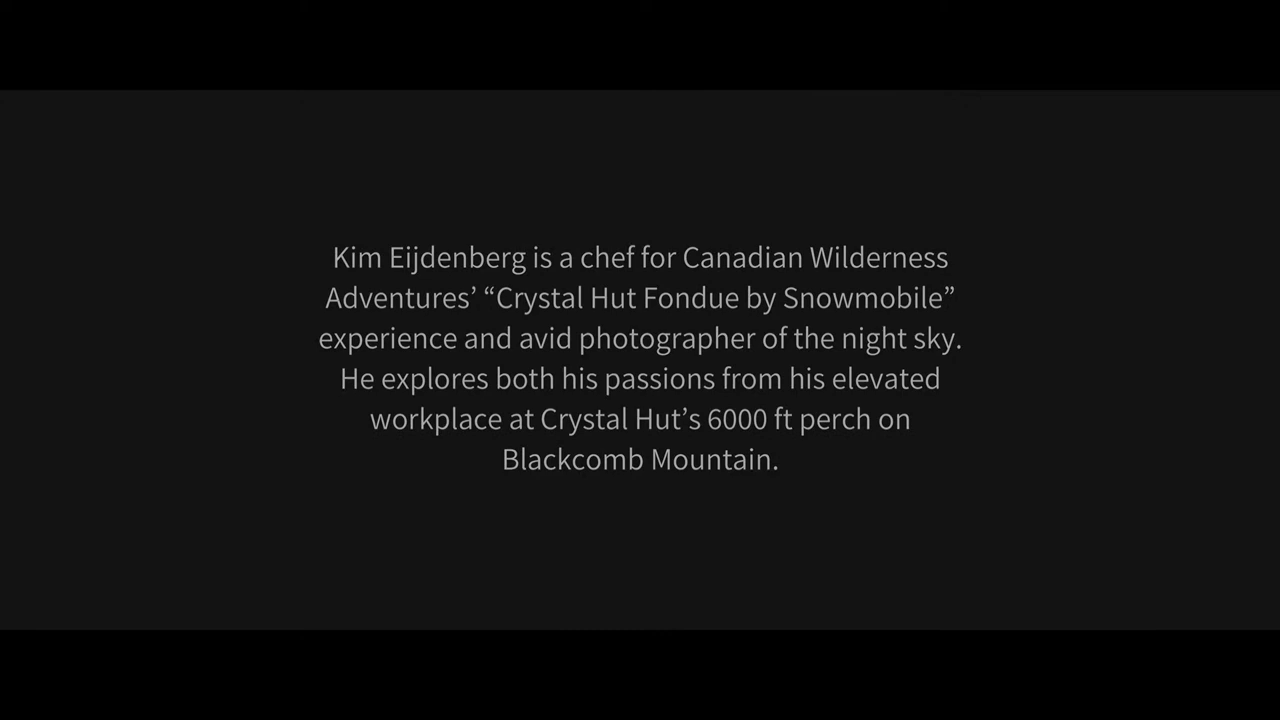 Kim Eijdenberg is a chef for Canadian Wilderness
Adventures’ “Crystal Hut Fondue by Snowmobile”
experience and avid photographer of the night sky.
He explores both his passions from his elevated
workplace at Crystal Hut’s 6000 ft perch on
Blackcomb Mountain.